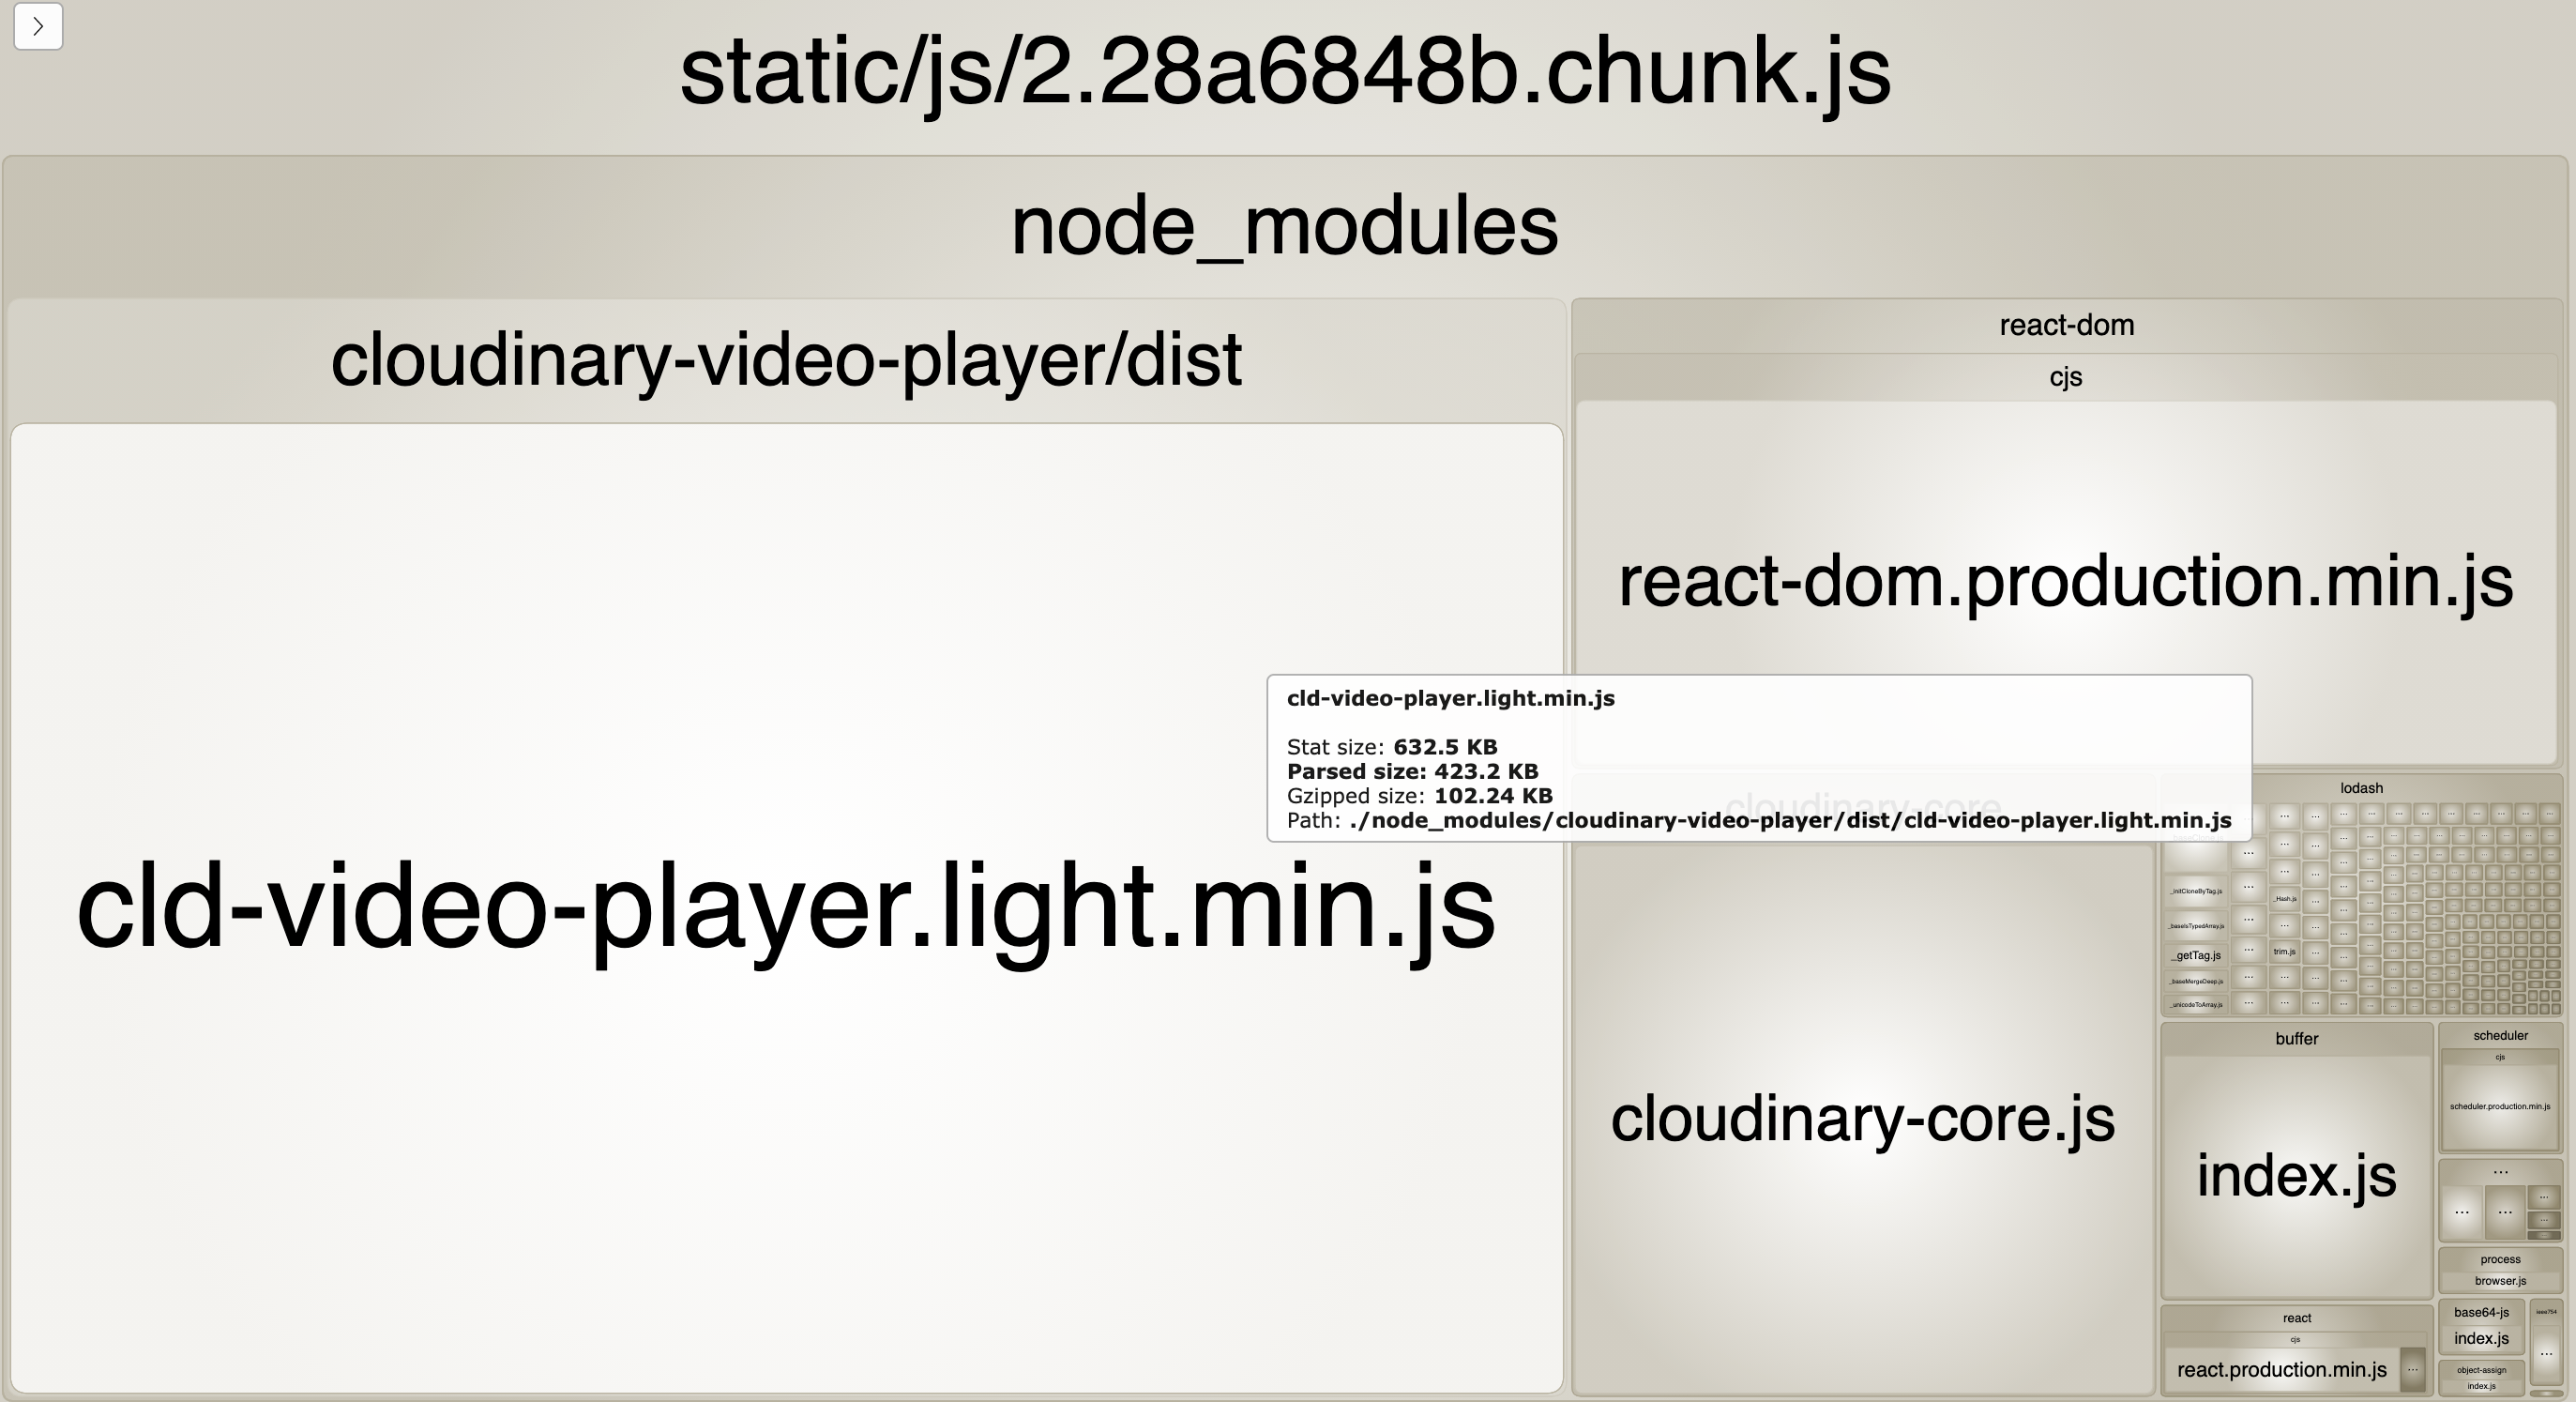 static/js/2.28a6848b.chunk.js
node_modules
cloudinary-video-player/dist
cld-video-player.light.min.js
react-dom
cjs
react-dom.production.min.js
cld-video-player.light.min.js
Stat size: 632.5 KB
Parsed size: 423.2 KB
Gzipped size: 102.24 KB
Path: ./node_modules/cloudinary-video-player/dist/cld-video-player.light.min.js
cloudinary-core
cloudinary-core.js
lodash
_initCloneByTag.js
_Hash.js
_baseIsTypedArray.js
_getTag.js
trim.js
_baseMergeDeep.js
_unicodeToArray.js
buffer
index.js
scheduler
cjs
scheduler.production.min.js
...
process
browser.js
react
cjs
react.production.min.js
...
base64-js
index.js
ieee754
...
object-assign
index.js